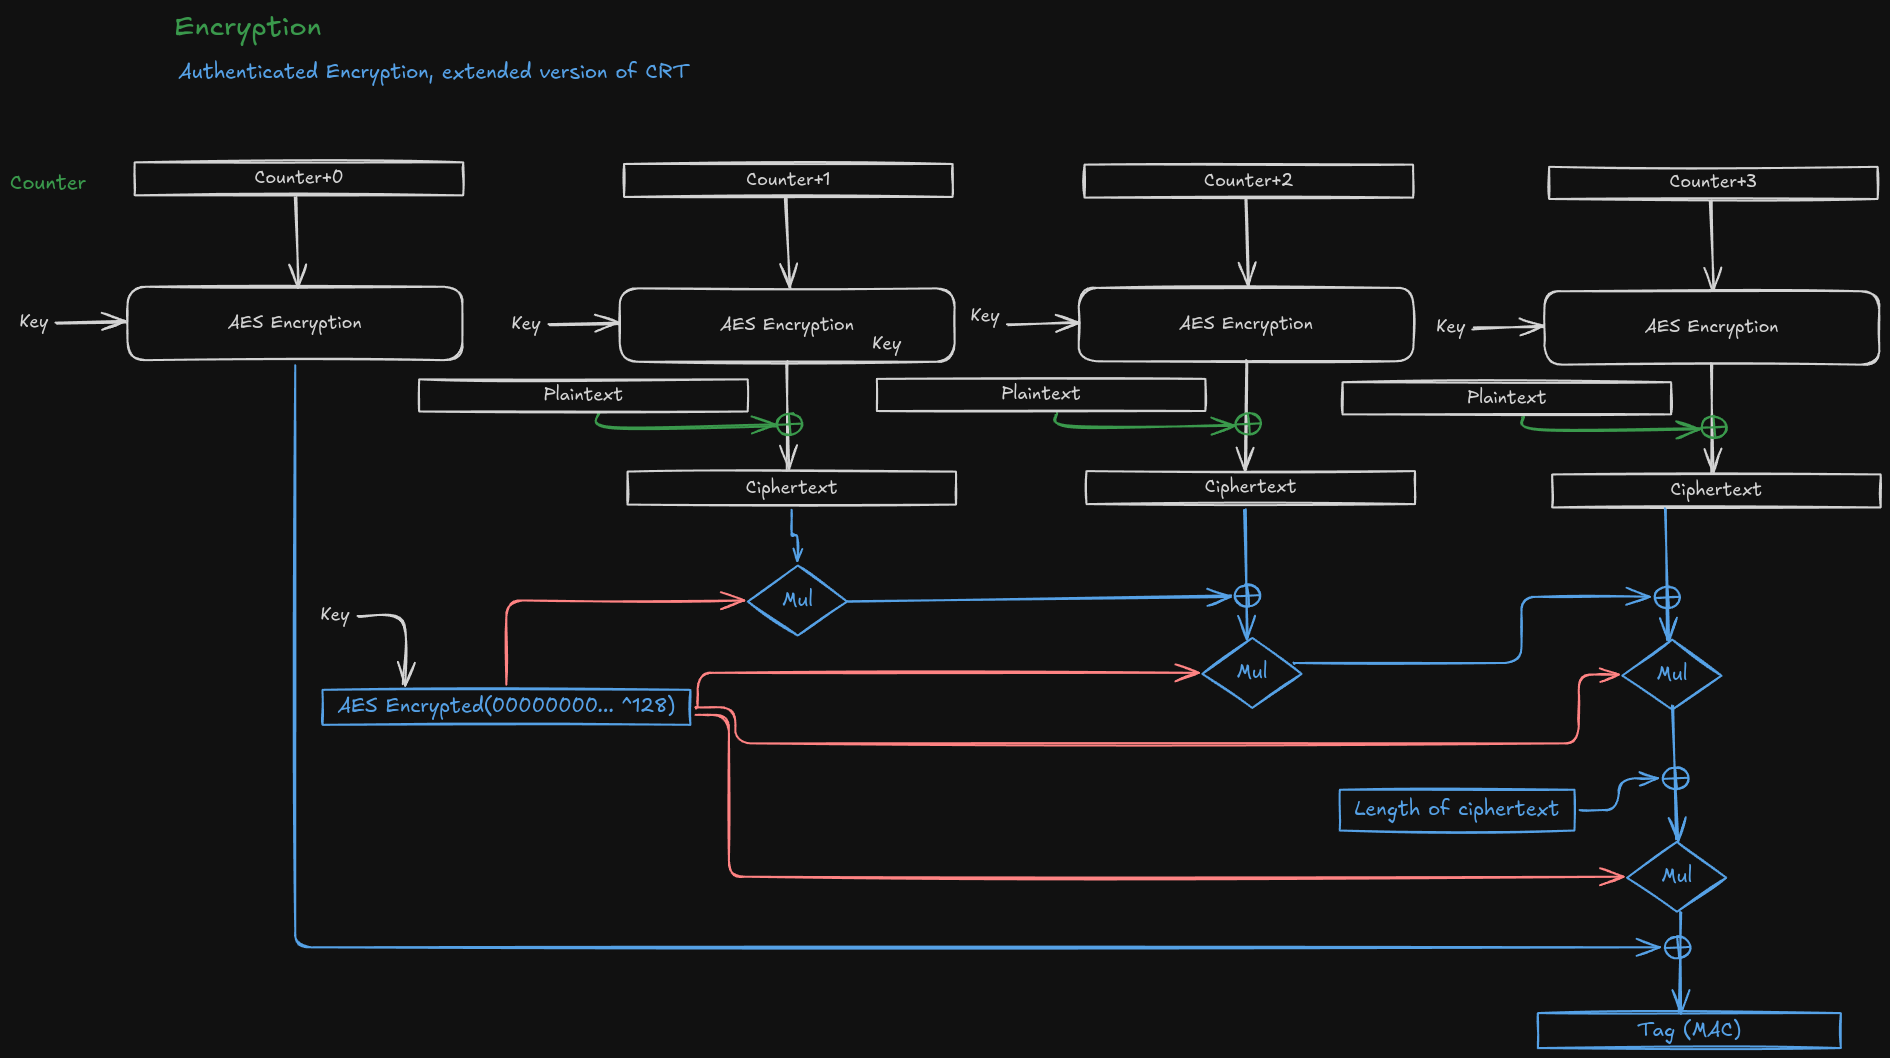 Encryption
Authenticated Encryption, extended version of CRT
Counter
Counter+0
Counter+1
Counter+2
Counter+3
Key
AES Encryption
Key
AES Encryption
Key
Key
AES Encryption
Key
AES Encryption
Plaintext
Plaintext
Plaintext
Ciphertext
Ciphertext
Ciphertext
Mul
Key
Mul
Mul
AES Encrypted(00000000... ^128)
Length of ciphertext
Mul
Tag (MAC)